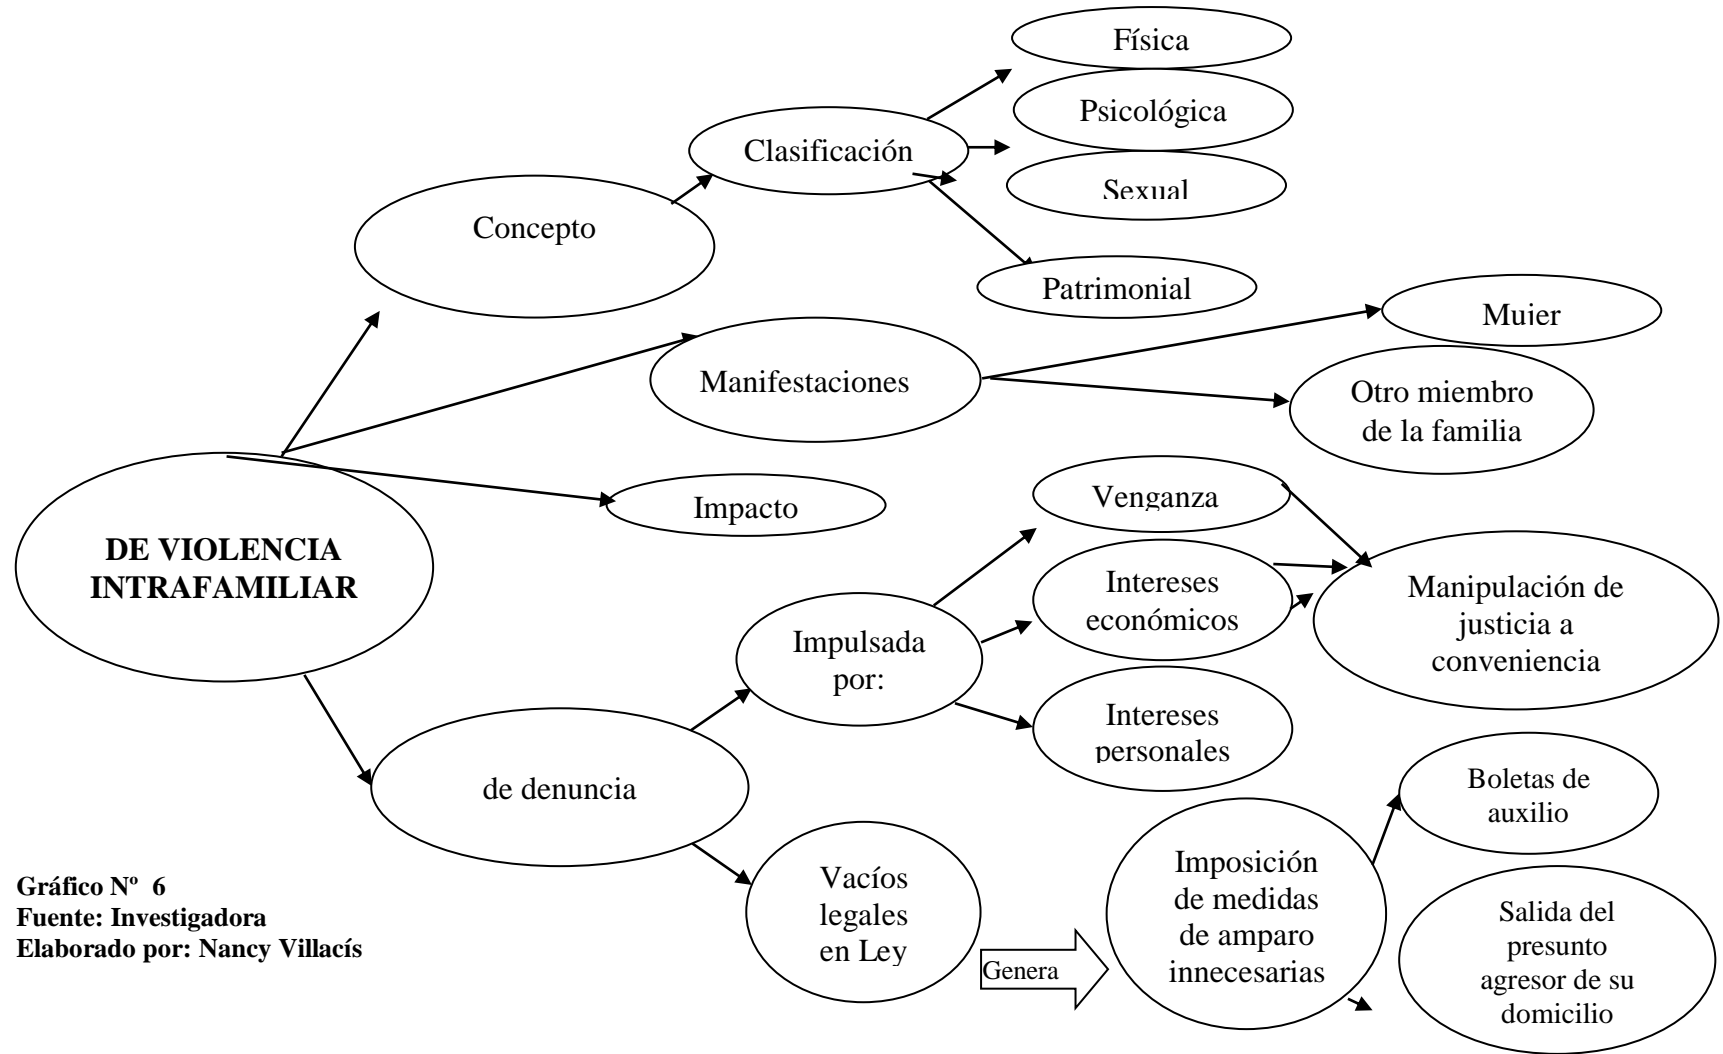 Física
Psicológica
Clasificación
Sexual
Concepto
Patrimonial
Mujer
Manifestaciones
Otro miembro
de la familia
Impacto
Venganza
DE VIOLENCIA
INTRAFAMILIAR
Intereses
económicos
Manipulación de
justicia a
conveniencia
Impulsada
por:
Intereses
personales
de denuncia
Boletas de
auxilio
Vacíos
legales
en Ley
Genera
Imposición
de medidas
de amparo
innecesarias
Salida del
presunto
agresor de su
domicilio
Gráfico Nº 6
Fuente: Investigadora
Elaborado por: Nancy Villacís